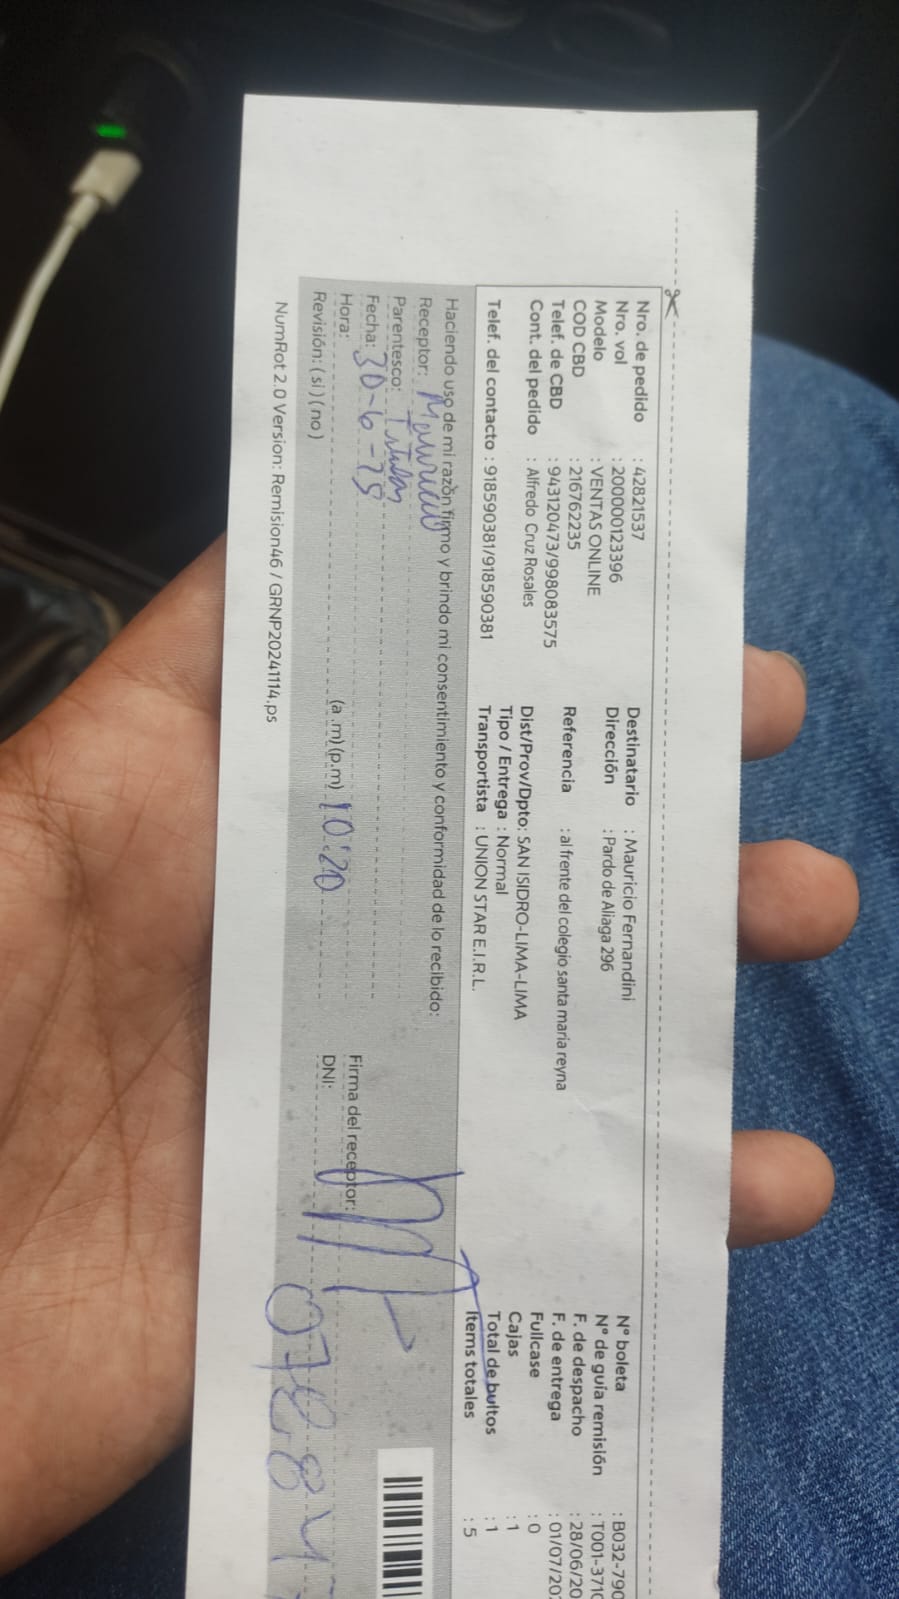 Nro. de pedido : 42821537
Nro. vol : 200000123396
Modelo : VENTAS ONLINE
COD CBD : 216762235
Telef. de CBD : 943120473/998083575
Cont. del pedido : Alfredo Cruz Rosales
Telef. del contacto : 918590381/918590381
Destinatario : Mauricio Fernandini
Dirección : Pardo de Aliaga 296
Referencia : al frente del colegio santa maria reyna
Dist/Prov/Dpto: SAN ISIDRO-LIMA-LIMA
Tipo / Entrega : Normal
Transportista : UNION STAR E.I.R.L.
N° boleta : B032-790
N° de guía remisión : T001-3710
F. de despacho : 28/06/20
F. de entrega : 01/07/20
Fullcase : 0
Cajas : 1
Total de bultos : 1
Items totales : 5
Haciendo uso de mi razón firmo y brindo mi consentimiento y conformidad de lo recibido:
Receptor: Mauricio
Parentesco: Titular
Fecha: 30-6-25
Hora: (a .m) (p.m) 10:20
Revisión: ( si ) ( no )
Firma del receptor:
DNI:
NumRot 2.0 Version: Remision46 / GRNP20241114.ps